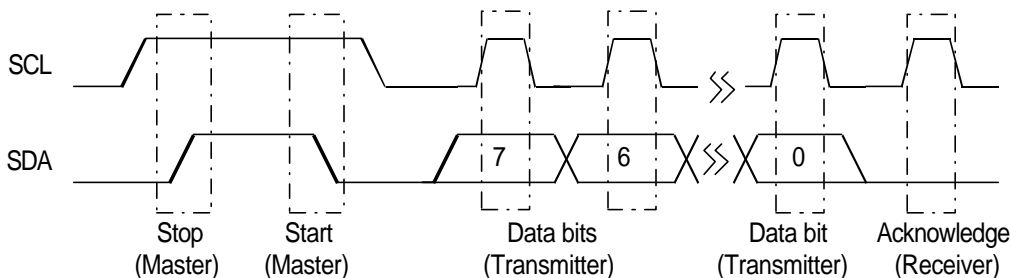 SCL
SDA
7
6
0
Stop
(Master)
Start
(Master)
Data bits
(Transmitter)
Data bit
(Transmitter)
Acknowledge
(Receiver)